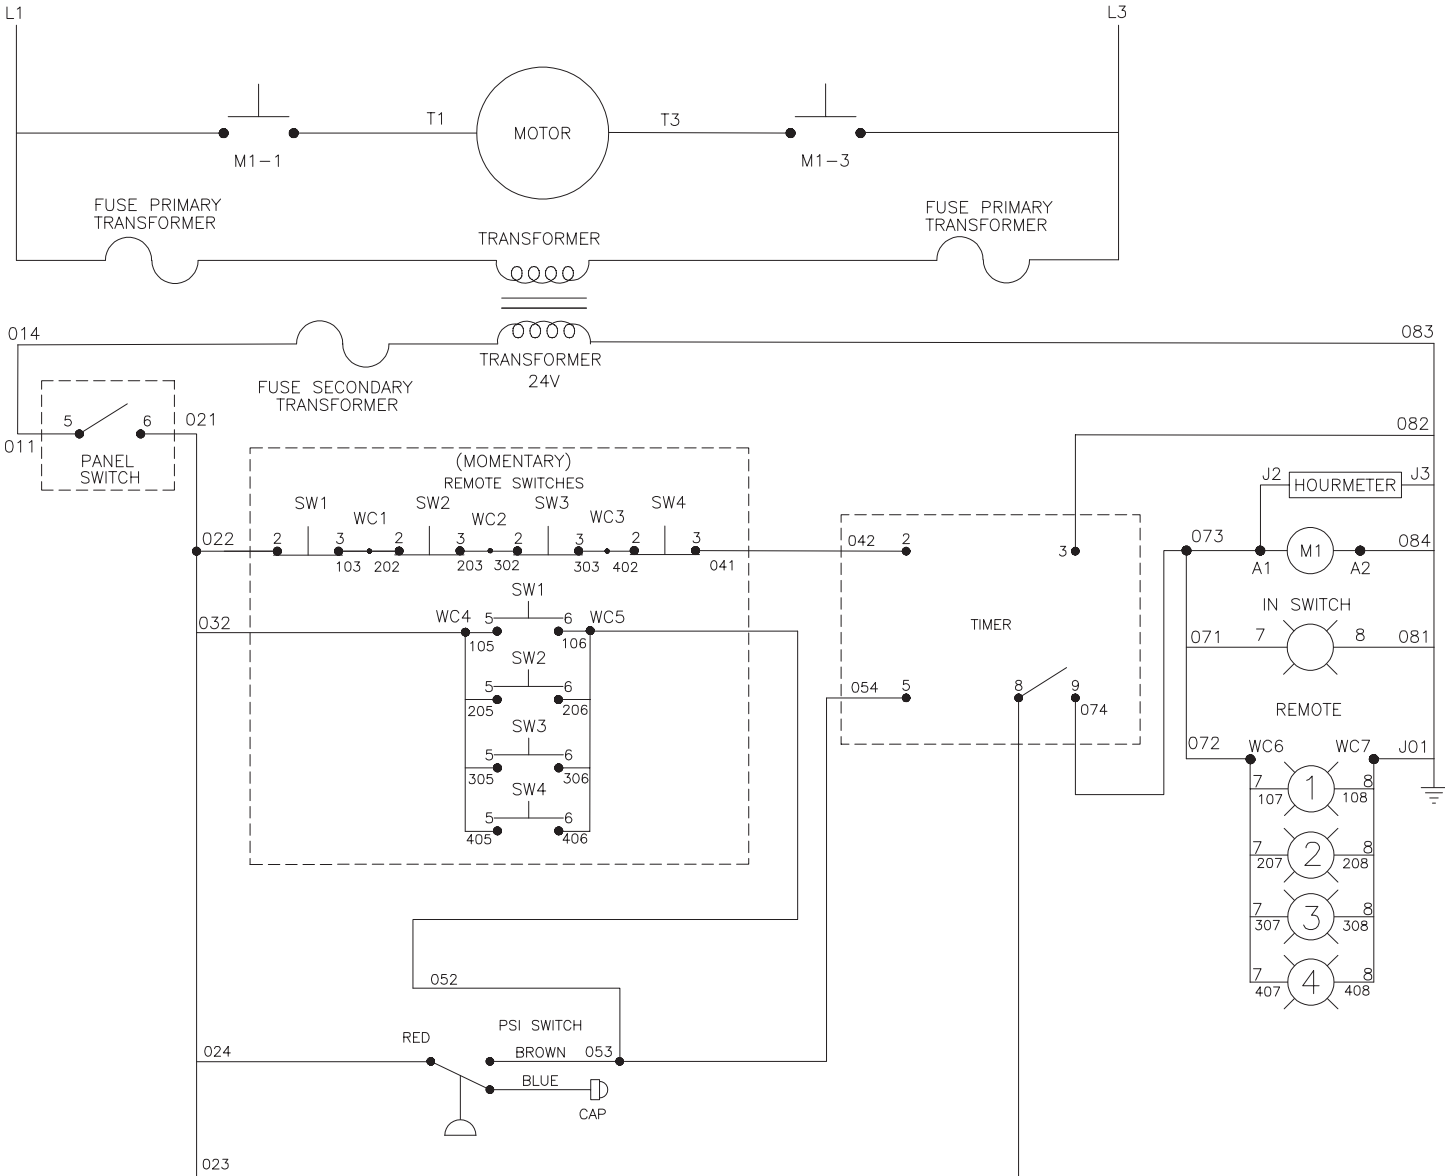 L1
L3
T1
MOTOR
T3
M1-1
M1-3
FUSE PRIMARY
TRANSFORMER
FUSE PRIMARY
TRANSFORMER
TRANSFORMER
014
083
TRANSFORMER
24V
FUSE SECONDARY
TRANSFORMER
5
6
021
011
082
PANEL
SWITCH
(MOMENTARY)
REMOTE SWITCHES
J2
HOURMETER
J3
SW1
SW2
SW3
SW4
WC1
WC2
WC3
022
2
3
2
3
2
3
2
3
042
2
3
073
M1
084
103
202
203
302
303
402
041
A1
A2
SW1
IN SWITCH
032
WC4
5
6
WC5
TIMER
071
7
8
081
105
106
SW2
5
6
054
5
8
9
205
206
074
REMOTE
SW3
5
6
072
WC6
WC7
J01
305
306
7
1
8
107
108
SW4
5
6
405
406
7
2
8
207
208
7
3
8
307
308
052
7
4
8
407
408
RED
PSI SWITCH
024
BROWN
053
BLUE
CAP
023